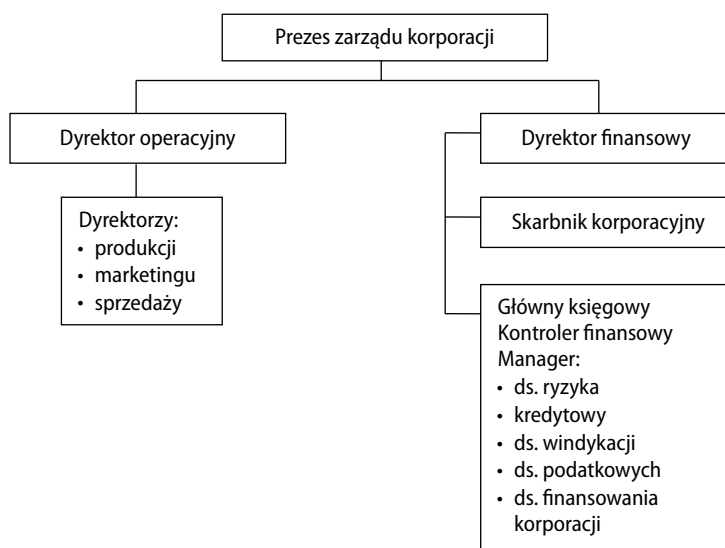 Prezes zarządu korporacji
Dyrektor operacyjny
Dyrektorzy:
• produkcji
• marketingu
• sprzedaży
Dyrektor finansowy
Skarbnik korporacyjny
Główny księgowy
Kontroler finansowy
Manager:
• ds. ryzyka
• kredytowy
• ds. windykacji
• ds. podatkowych
• ds. finansowania
korporacji